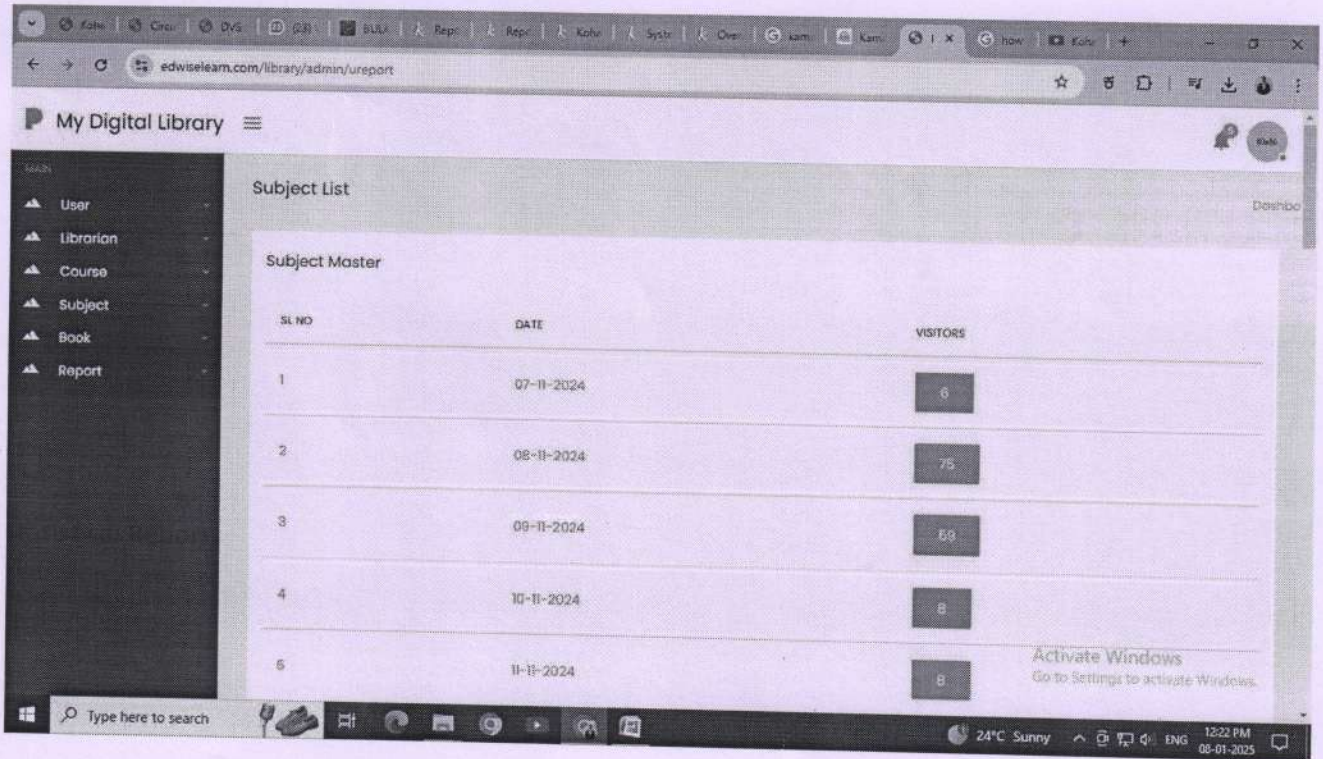 edwiselearn.com/library/admin/ureport
My Digital Library
MAIN
User
Librarian
Course
Subject
Book
Report
Subject List
Dashbo
Subject Master
SL NO DATE VISITORS
1 07-11-2024 6
2 08-11-2024 75
3 09-11-2024 69
4 10-11-2024 8
5 11-11-2024 8
Activate Windows
Go to Settings to activate Windows.
Type here to search
24°C Sunny
ENG
12:22 PM
08-01-2025